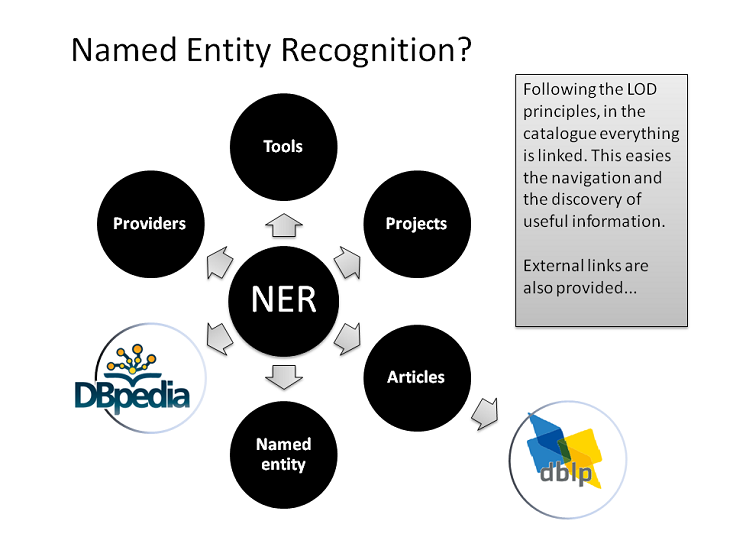 Named Entity Recognition?
Following the LOD
principles, in the
catalogue everything
is linked. This easies
the navigation and
the discovery of
useful information.
External links are
also provided...
Tools
Providers
Projects
NER
DBpedia
Articles
Named
entity
dblp